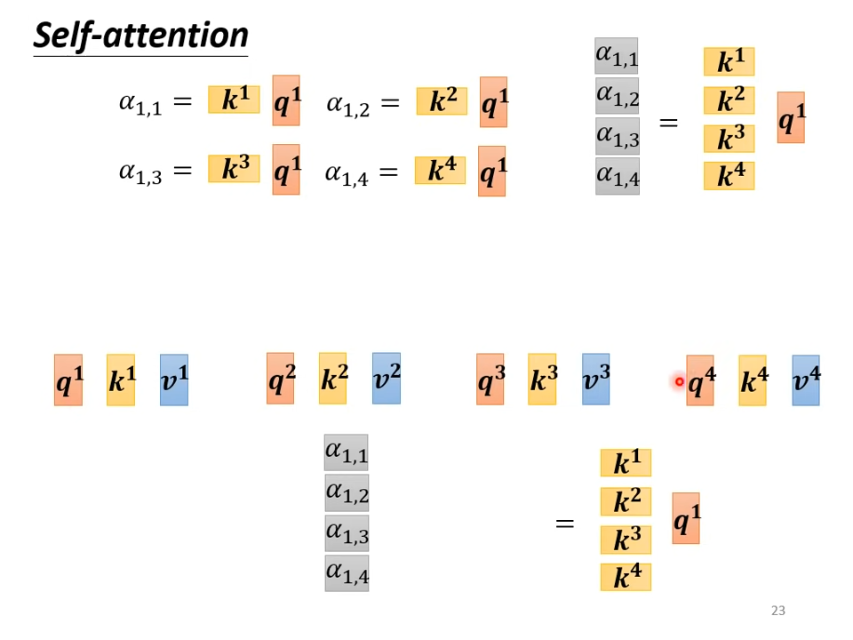 Self-attention
α₁,₁ = k¹ q¹ α₁,₂ = k² q¹
α₁,₃ = k³ q¹ α₁,₄ = k⁴ q¹
α₁,₁
α₁,₂
α₁,₃
α₁,₄
=
k¹
k²
k³
k⁴
q¹
q¹ k¹ v¹ q² k² v² q³ k³ v³ q⁴ k⁴ v⁴
α₁,₁
α₁,₂
α₁,₃
α₁,₄
=
k¹
k²
k³
k⁴
q¹
23